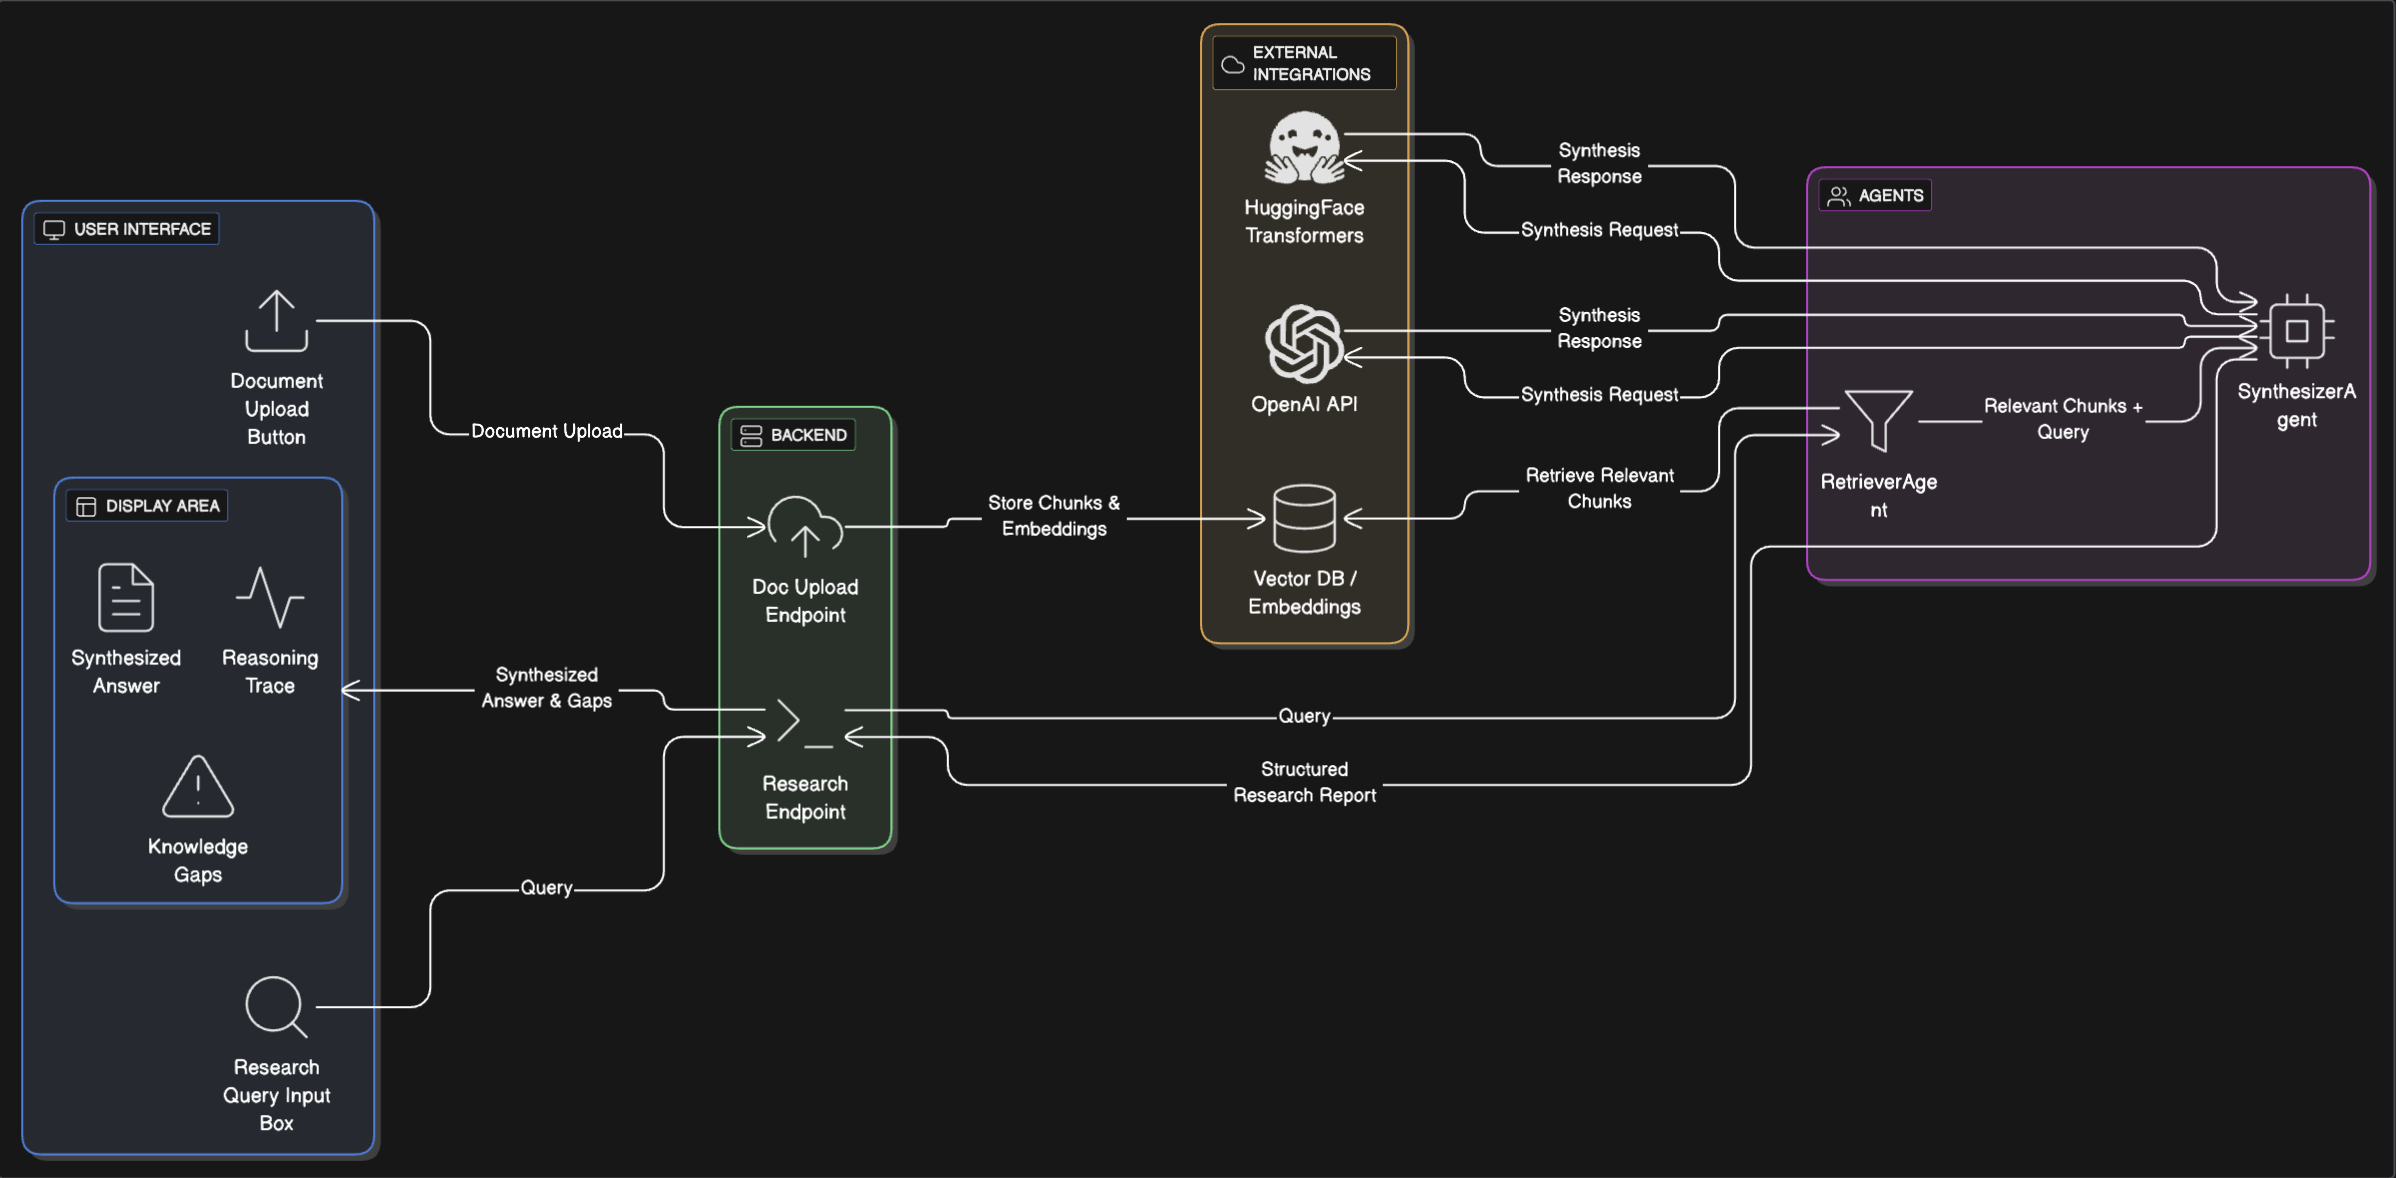 USER INTERFACE
Document
Upload
Button
DISPLAY AREA
Synthesized
Answer
Reasoning
Trace
Knowledge
Gaps
Research
Query Input
Box
Document Upload
Synthesized
Answer & Gaps
Query
BACKEND
Doc Upload
Endpoint
Research
Endpoint
Store Chunks &
Embeddings
EXTERNAL
INTEGRATIONS
HuggingFace
Transformers
OpenAI API
Vector DB /
Embeddings
Query
Structured
Research Report
Synthesis
Response
Synthesis Request
Synthesis
Response
Synthesis Request
Retrieve Relevant
Chunks
AGENTS
RetrieverAge
nt
Relevant Chunks +
Query
SynthesizerA
gent